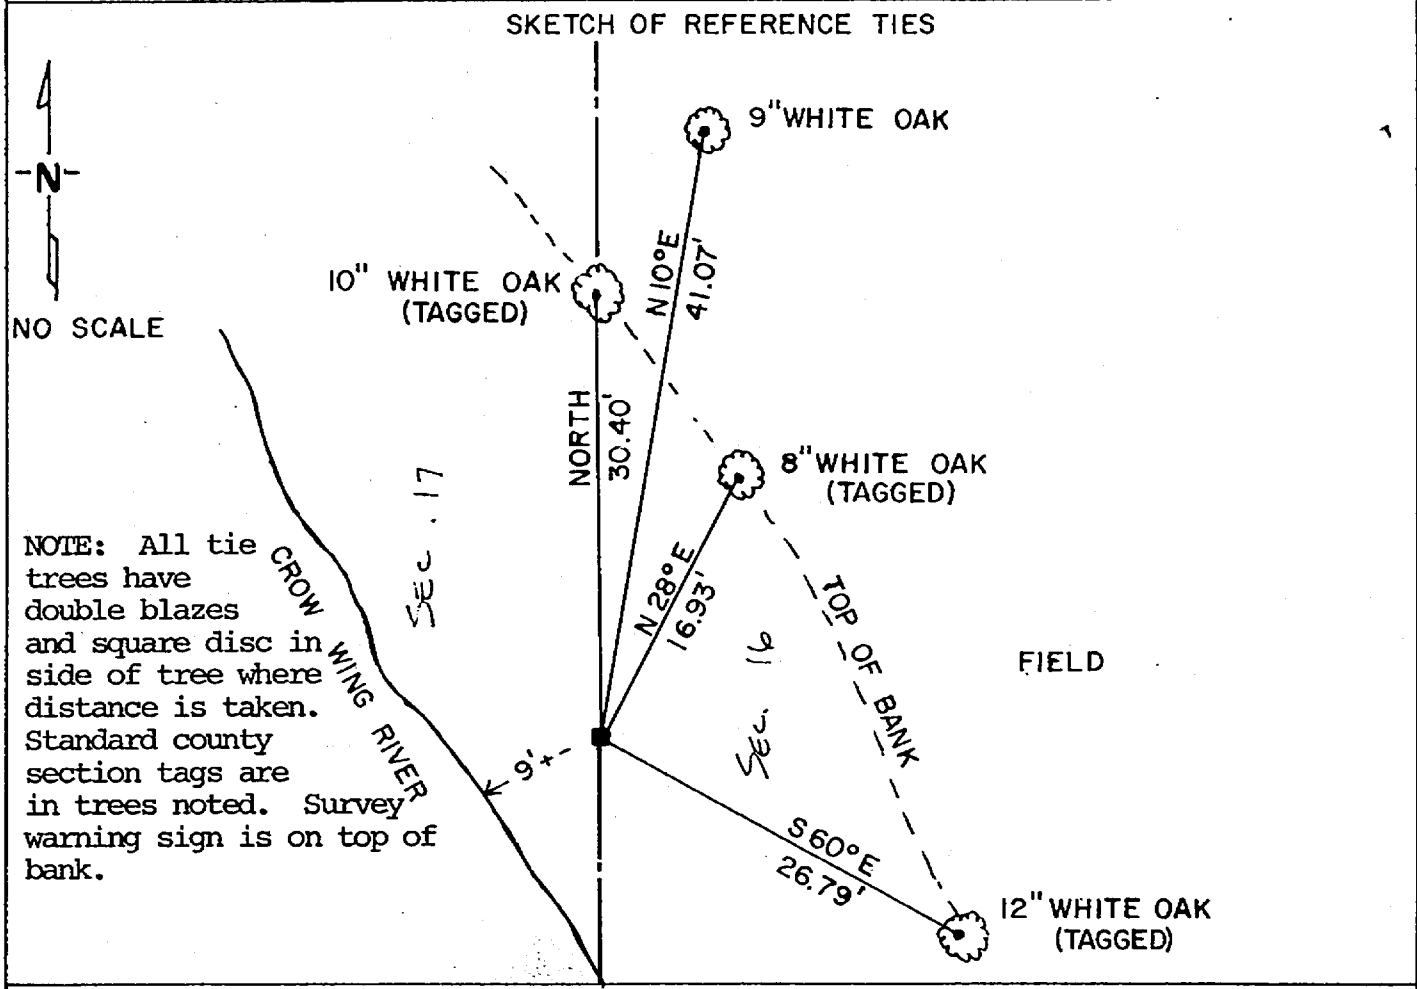 SKETCH OF REFERENCE TIES
9" WHITE OAK
N
10" WHITE OAK
(TAGGED)
N 10° E
41.07'
NO SCALE
NORTH
30.40'
8" WHITE OAK
(TAGGED)
SEC. 17
NOTE: All tie
trees have
double blazes
and square disc in
side of tree where
distance is taken.
Standard county
section tags are
in trees noted. Survey
warning sign is on top of
bank.
CROW WING RIVER
N 28° E
16.93'
SEC. 16
TOP OF BANK
FIELD
9'±
S 60° E
26.79'
12" WHITE OAK
(TAGGED)